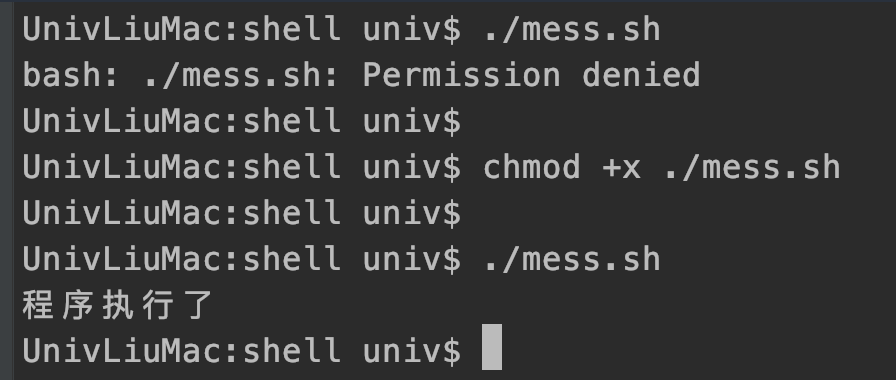 UnivLiuMac:shell univ$ ./mess.sh
bash: ./mess.sh: Permission denied
UnivLiuMac:shell univ$
UnivLiuMac:shell univ$ chmod +x ./mess.sh
UnivLiuMac:shell univ$
UnivLiuMac:shell univ$ ./mess.sh
程序执行了
UnivLiuMac:shell univ$